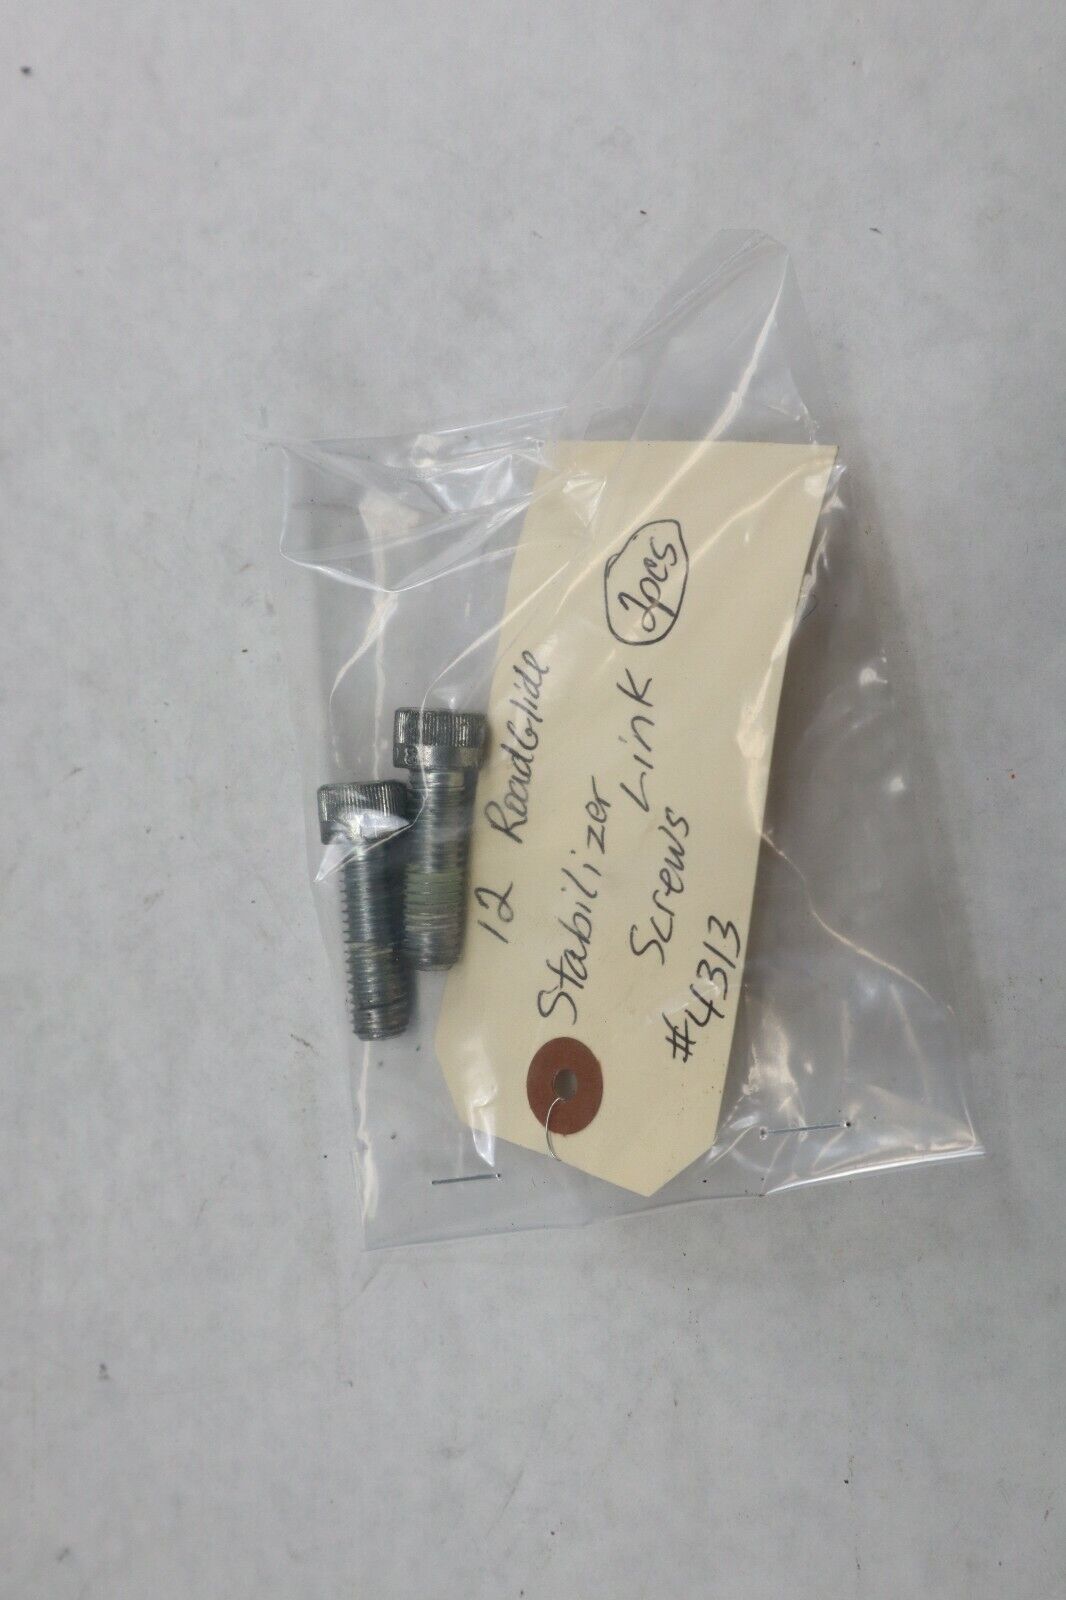 12 RoadGlide
Stabilizer
Link 2pcs
Screws
#4313